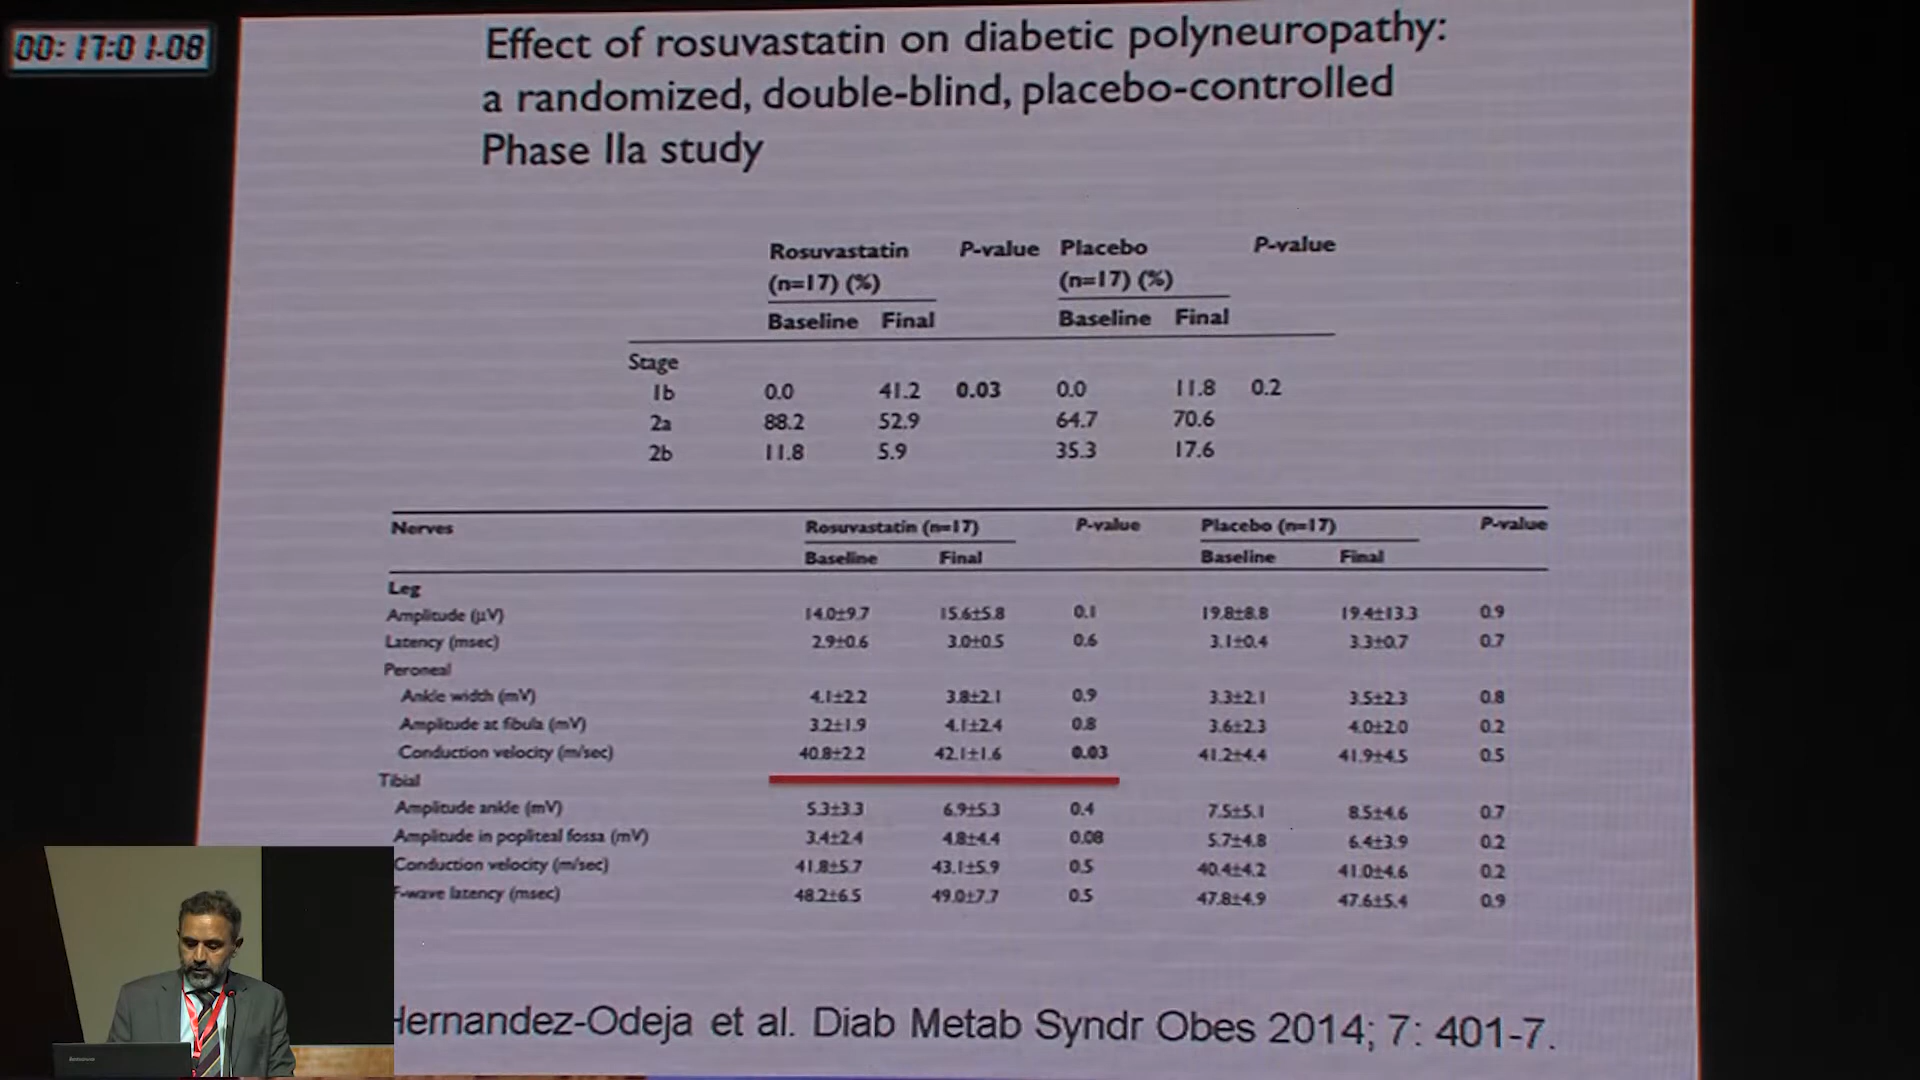 00:17:01.08
Effect of rosuvastatin on diabetic polyneuropathy:
a randomized, double-blind, placebo-controlled
Phase IIa study
Rosuvastatin P-value Placebo P-value
(n=17) (%) (n=17) (%)
Baseline Final Baseline Final
Stage
1b 0.0 41.2 0.03 0.0 11.8 0.2
2a 88.2 52.9 64.7 70.6
2b 11.8 5.9 35.3 17.6
Nerves Rosuvastatin (n=17) P-value Placebo (n=17) P-value
Baseline Final Baseline Final
Leg
Amplitude (µV) 14.0±9.7 15.6±5.8 0.1 19.8±8.8 19.4±13.3 0.9
Latency (msec) 2.9±0.6 3.0±0.5 0.6 3.1±0.4 3.3±0.7 0.7
Peroneal
Ankle width (mV) 4.1±2.2 3.8±2.1 0.9 3.3±2.1 3.5±2.3 0.8
Amplitude at fibula (mV) 3.2±1.9 4.1±2.4 0.8 3.6±2.3 4.0±2.0 0.2
Conduction velocity (m/sec) 40.8±2.2 42.1±1.6 0.03 41.2±4.4 41.9±4.5 0.5
Tibial
Amplitude ankle (mV) 5.3±3.3 6.9±5.3 0.4 7.5±5.1 8.5±4.6 0.7
Amplitude in popliteal fossa (mV) 3.4±2.4 4.8±4.4 0.08 5.7±4.8 6.4±3.9 0.2
Conduction velocity (m/sec) 41.8±5.7 43.1±5.9 0.5 40.4±4.2 41.0±4.6 0.2
F-wave latency (msec) 48.2±6.5 49.0±7.7 0.5 47.8±4.9 47.6±5.4 0.9
Hernandez-Odeja et al. Diab Metab Syndr Obes 2014; 7: 401-7.